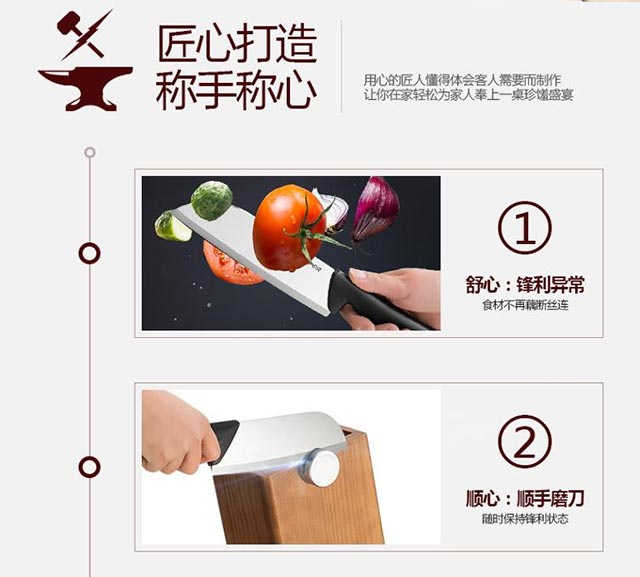 匠心打造
称手称心
用心的匠人懂得体会客人需要而制作
让你在家轻松为家人奉上一桌珍馐盛宴
1
舒心：锋利异常
食材不再藕断丝连
2
顺心：顺手磨刀
随时保持锋利状态